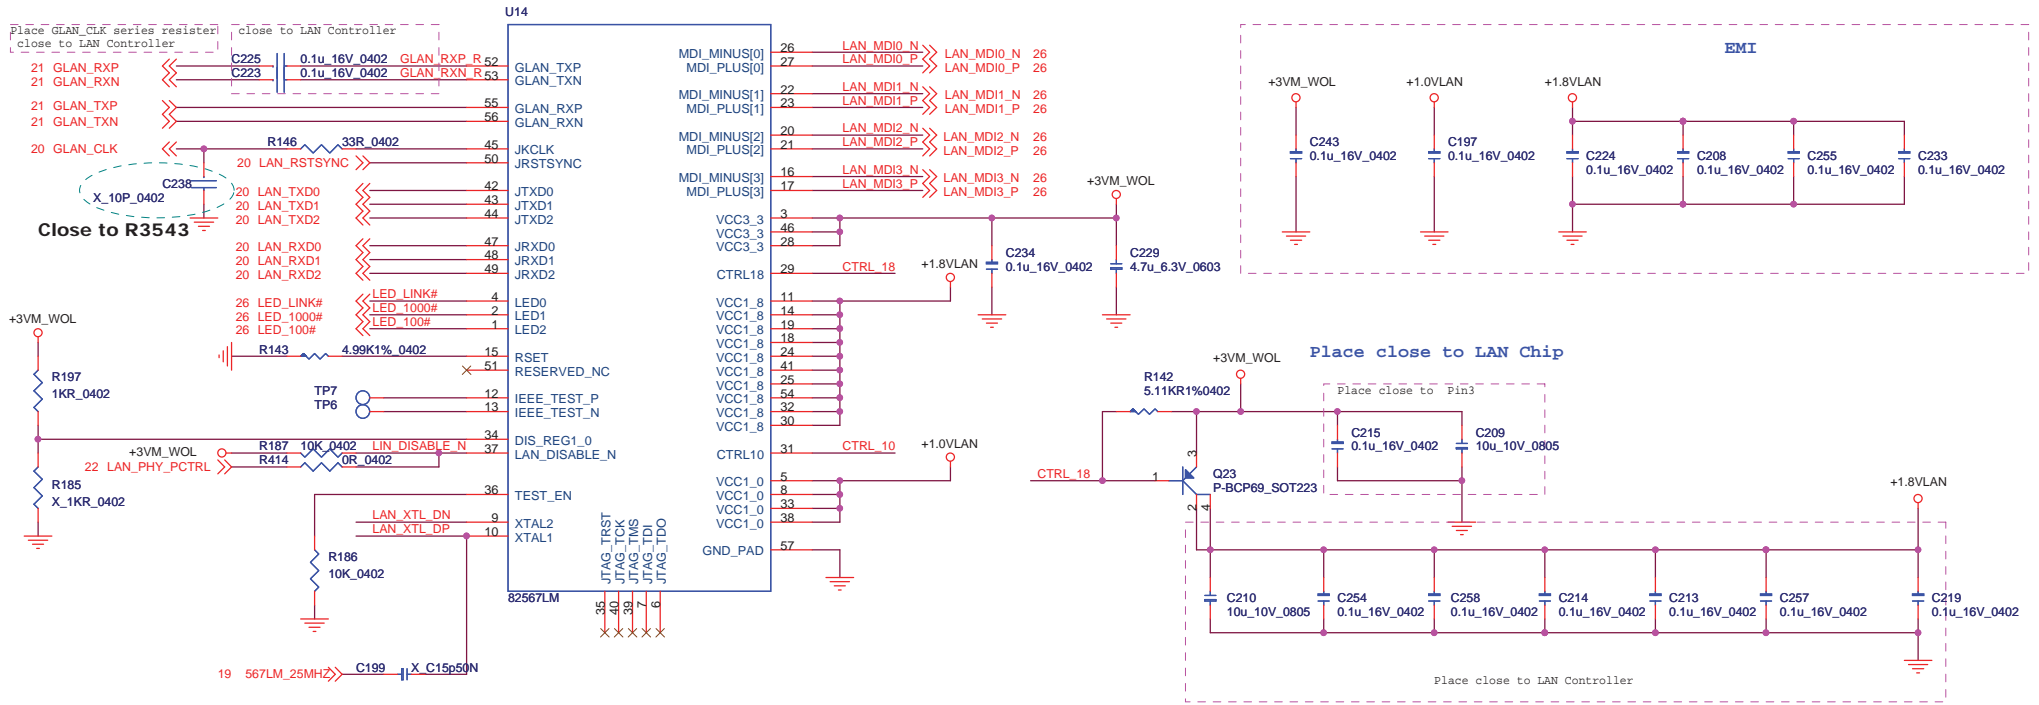 U14
Place GLAN_CLK series resister
close to LAN Controller
close to LAN Controller
C225 0.1u_16V_0402 GLAN_RXP_R 52
C223 0.1u_16V_0402 GLAN_RXN_R 53
21 GLAN_RXP
21 GLAN_RXN
21 GLAN_TXP 55
21 GLAN_TXN 56
20 GLAN_CLK R146 33R_0402 45
20 LAN_RSTSYNC 50
C238
X_10P_0402
Close to R3543
20 LAN_TXD0 42
20 LAN_TXD1 43
20 LAN_TXD2 44
20 LAN_RXD0 47
20 LAN_RXD1 48
20 LAN_RXD2 49
26 LED_LINK# LED_LINK# 4
26 LED_1000# LED_1000# 2
26 LED_100# LED_100# 1
+3VM_WOL
R143 4.99K1%_0402 15
51
R197
1KR_0402
TP7 12
TP6 13
34
+3VM_WOL R187 10K_0402 LIN_DISABLE_N 37
22 LAN_PHY_PCTRL R414 0R_0402
R185
X_1KR_0402
36
LAN_XTL_DN 9
LAN_XTL_DP 10
R186
10K_0402
19 567LM_25MHZ C199 X_C15p50N
GLAN_TXP
GLAN_TXN
GLAN_RXP
GLAN_RXN
JKCLK
JRSTSYNC
JTXD0
JTXD1
JTXD2
JRXD0
JRXD1
JRXD2
LED0
LED1
LED2
RSET
RESERVED_NC
IEEE_TEST_P
IEEE_TEST_N
DIS_REG1_0
LAN_DISABLE_N
TEST_EN
XTAL2
XTAL1
JTAG_TRST
JTAG_TCK
JTAG_TMS
JTAG_TDI
JTAG_TDO
35
40
39
7
6
82567LM
MDI_MINUS[0] 26 LAN_MDI0_N LAN_MDI0_N 26
MDI_PLUS[0] 27 LAN_MDI0_P LAN_MDI0_P 26
MDI_MINUS[1] 22 LAN_MDI1_N LAN_MDI1_N 26
MDI_PLUS[1] 23 LAN_MDI1_P LAN_MDI1_P 26
MDI_MINUS[2] 20 LAN_MDI2_N LAN_MDI2_N 26
MDI_PLUS[2] 21 LAN_MDI2_P LAN_MDI2_P 26
MDI_MINUS[3] 16 LAN_MDI3_N LAN_MDI3_N 26
MDI_PLUS[3] 17 LAN_MDI3_P LAN_MDI3_P 26
VCC3_3 3
VCC3_3 46
VCC3_3 28
CTRL18 29 CTRL_18
VCC1_8 11
VCC1_8 14
VCC1_8 19
VCC1_8 18
VCC1_8 24
VCC1_8 41
VCC1_8 25
VCC1_8 54
VCC1_8 32
VCC1_8 30
CTRL10 31 CTRL_10
VCC1_0 5
VCC1_0 8
VCC1_0 33
VCC1_0 38
GND_PAD 57
+3VM_WOL
C234
0.1u_16V_0402
C229
4.7u_6.3V_0603
+1.8VLAN
+1.0VLAN
EMI
+3VM_WOL
+1.0VLAN
+1.8VLAN
C243
0.1u_16V_0402
C197
0.1u_16V_0402
C224
0.1u_16V_0402
C208
0.1u_16V_0402
C255
0.1u_16V_0402
C233
0.1u_16V_0402
Place close to LAN Chip
+3VM_WOL
R142
5.11KR1%0402
Place close to Pin3
C215
0.1u_16V_0402
C209
10u_10V_0805
CTRL_18 1
3
2
4
Q23
P-BCP69_SOT223
+1.8VLAN
C210
10u_10V_0805
C254
0.1u_16V_0402
C258
0.1u_16V_0402
C214
0.1u_16V_0402
C213
0.1u_16V_0402
C257
0.1u_16V_0402
C219
0.1u_16V_0402
Place close to LAN Controller